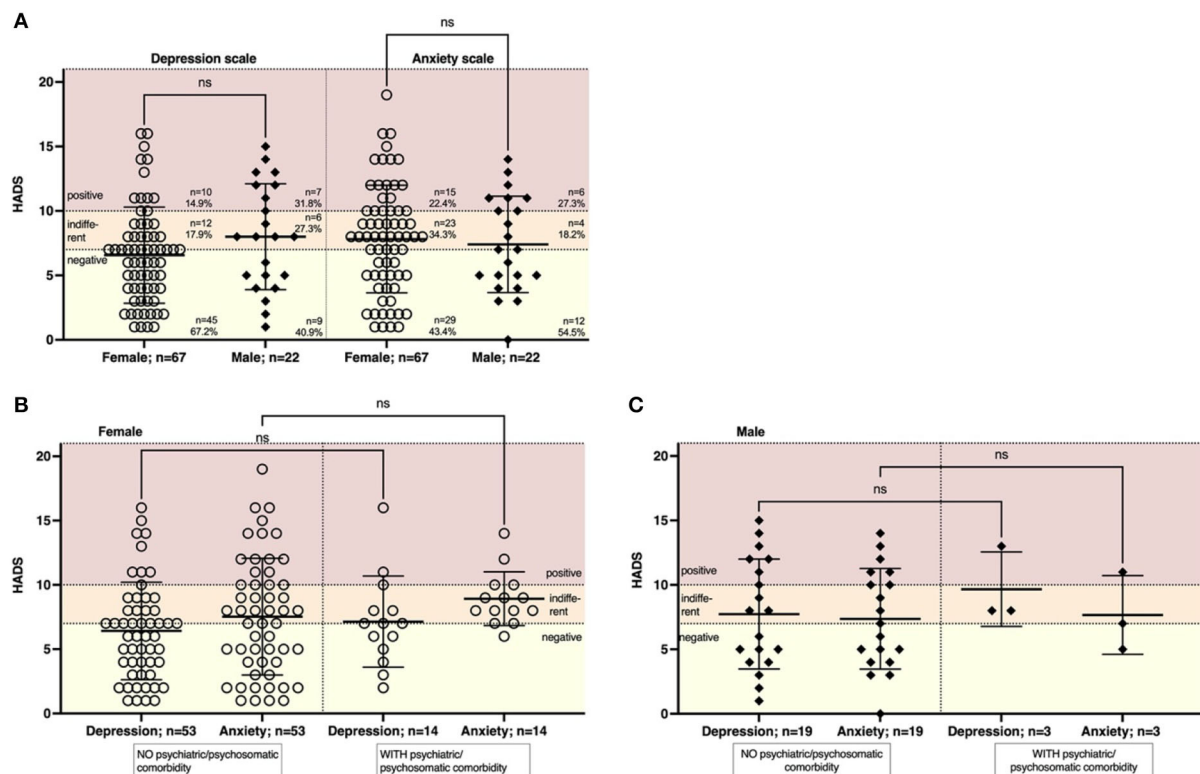 A
ns
Depression scale
Anxiety scale
ns
HADS
20
15
10
5
0
positive
indiffe-
rent
negative
n=10
14.9%
n=12
17.9%
n=45
67.2%
n=7
31.8%
n=6
27.3%
n=9
40.9%
n=15
22.4%
n=23
34.3%
n=29
43.4%
n=6
27.3%
n=4
18.2%
n=12
54.5%
Female; n=67
Male; n=22
Female; n=67
Male; n=22
B
ns
Female
ns
HADS
20
15
10
5
0
positive
indiffe-
rent
negative
Depression; n=53
Anxiety; n=53
Depression; n=14
Anxiety; n=14
NO psychiatric/psychosomatic
comorbidity
WITH psychiatric/
psychosomatic comorbidity
C
Male
ns
ns
HADS
20
15
10
5
0
positive
indiffe-
rent
negative
Depression; n=19
Anxiety; n=19
Depression; n=3
Anxiety; n=3
NO psychiatric/psychosomatic
comorbidity
WITH psychiatric/
psychosomatic comorbidity